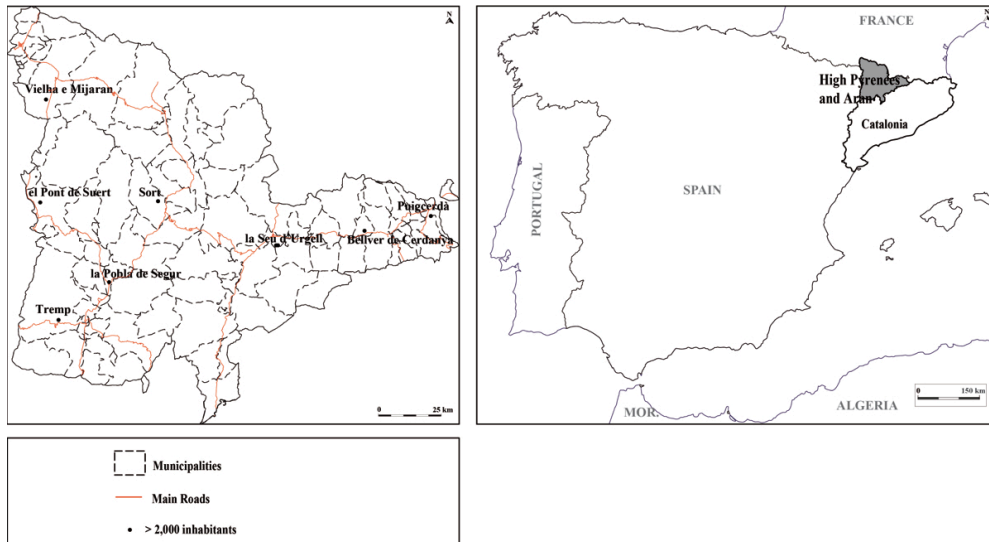 N
Vielha e Mijaran
el Pont de Suert
Sort
Puigcerdà
la Seu d'Urgell
Bellver de Cerdanya
la Pobla de Segur
Tremp
0 25 km
Municipalities
Main Roads
> 2,000 inhabitants
N
FRANCE
High Pyrenees
and Aran
Catalonia
SPAIN
PORTUGAL
0 150 km
MOR.
ALGERIA